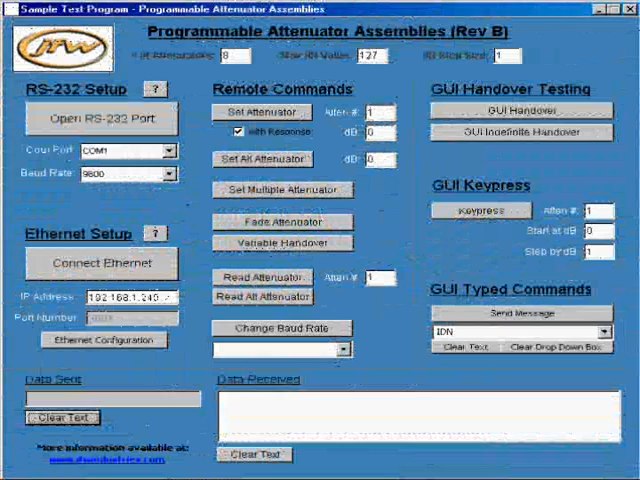 Sample Test Program - Programmable Attenuator Assemblies
JFW
Programmable Attenuator Assemblies (Rev B)
# of Attenuators: 8
127
dB Step Size: 1
RS-232 Setup ?
Open RS-232 Port
Com Port: COM1
Baud Rate: 9600
Ethernet Setup ?
Connect Ethernet
IP Address: 192.168.1.245
Port Number
Ethernet Configuration
Remote Commands
Set Attenuator Atten #: 1
with Response dB: 0
Set All Attenuator dB: 0
Set Multiple Attenuator
Fade Attenuator
Variable Handover
Read Attenuator Atten #: 1
Read All Attenuator
Change Baud Rate
GUI Handover Testing
GUI Handover
GUI Indefinite Handover
GUI Keypress
Keypress Atten #: 1
Start at dB 0
Step by dB 1
GUI Typed Commands
Send Message
IDN
Clear Text Clear Drop Down Box
Data Sent
Clear Text
More information available at:
www.jfwindustries.com
Data Received
Clear Text